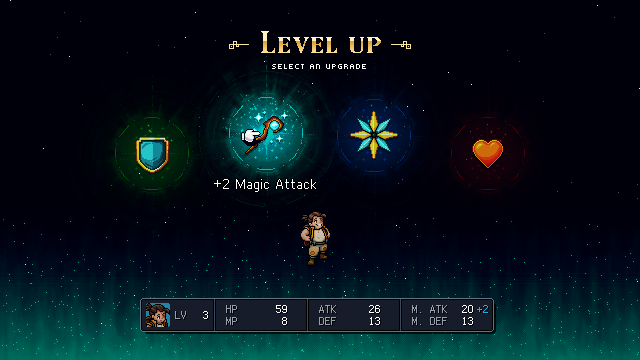 LEVEL UP
SELECT AN UPGRADE
+2 Magic Attack
LV 3 HP 59 ATK 26 M. ATK 20 +2
MP 8 DEF 13 M. DEF 13